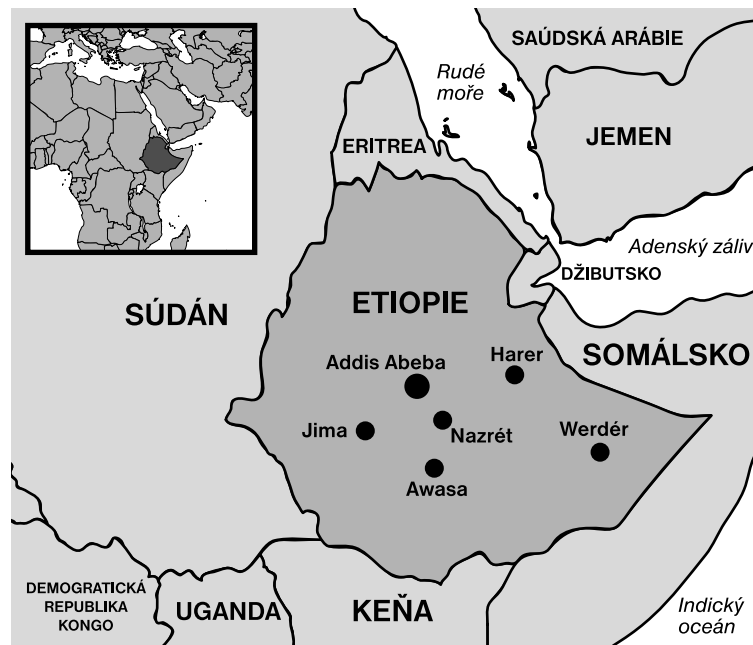 SAÚDSKÁ ARÁBIE
Rudé
moře
JEMEN
ERITREA
Adenský záliv
DŽIBUTSKO
ETIOPIE
SÚDÁN
SOMÁLSKO
Harer
Addis Abeba
Jima
Nazrét
Werdér
Awasa
DEMOGRATICKÁ
REPUBLIKA
KONGO
UGANDA
KEŇA
Indický
oceán